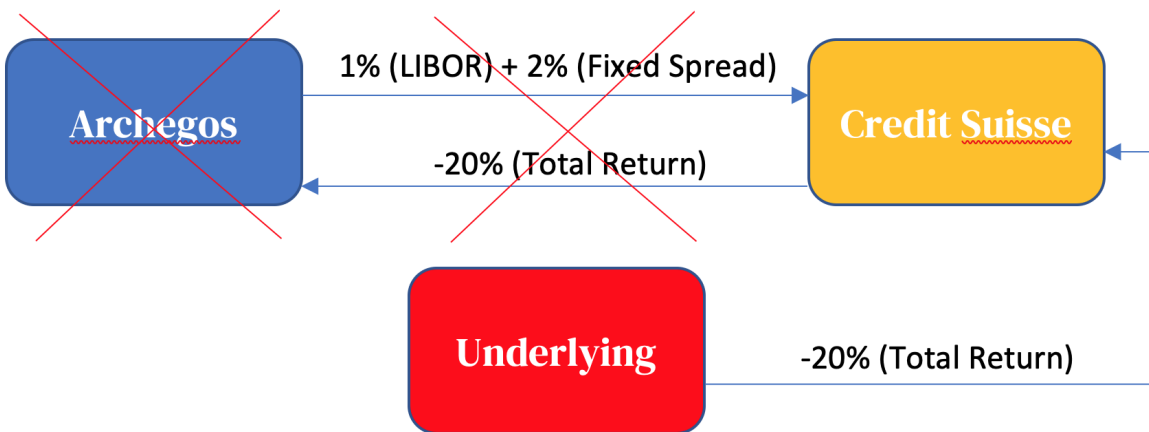 1% (LIBOR) + 2% (Fixed Spread)
Archegos
Credit Suisse
-20% (Total Return)
Underlying
-20% (Total Return)